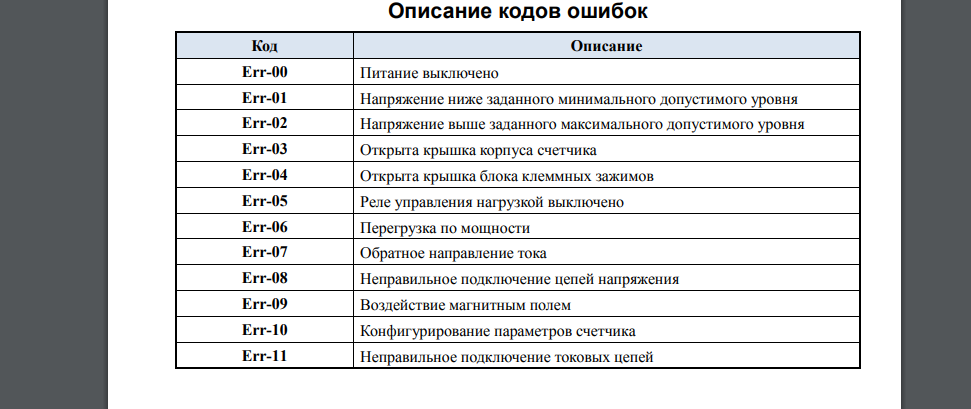 Описание кодов ошибок
Код Описание
Err-00 Питание выключено
Err-01 Напряжение ниже заданного минимального допустимого уровня
Err-02 Напряжение выше заданного максимального допустимого уровня
Err-03 Открыта крышка корпуса счетчика
Err-04 Открыта крышка блока клеммных зажимов
Err-05 Реле управления нагрузкой выключено
Err-06 Перегрузка по мощности
Err-07 Обратное направление тока
Err-08 Неправильное подключение цепей напряжения
Err-09 Воздействие магнитным полем
Err-10 Конфигурирование параметров счетчика
Err-11 Неправильное подключение токовых цепей